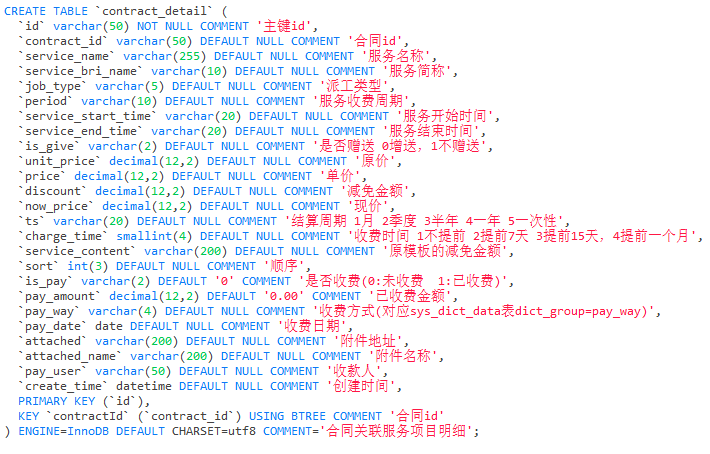 CREATE TABLE `contract_detail` (
`id` varchar(50) NOT NULL COMMENT '主键id',
`contract_id` varchar(50) DEFAULT NULL COMMENT '合同id',
`service_name` varchar(255) DEFAULT NULL COMMENT '服务名称',
`service_bri_name` varchar(10) DEFAULT NULL COMMENT '服务简称',
`job_type` varchar(5) DEFAULT NULL COMMENT '派工类型',
`period` varchar(10) DEFAULT NULL COMMENT '服务收费周期',
`service_start_time` varchar(20) DEFAULT NULL COMMENT '服务开始时间',
`service_end_time` varchar(20) DEFAULT NULL COMMENT '服务结束时间',
`is_give` varchar(2) DEFAULT NULL COMMENT '是否赠送 0增送，1不赠送',
`unit_price` decimal(12,2) DEFAULT NULL COMMENT '原价',
`price` decimal(12,2) DEFAULT NULL COMMENT '单价',
`discount` decimal(12,2) DEFAULT NULL COMMENT '减免金额',
`now_price` decimal(12,2) DEFAULT NULL COMMENT '现价',
`ts` varchar(20) DEFAULT NULL COMMENT '结算周期 1月 2季度 3半年 4一年 5一次性',
`charge_time` smallint(4) DEFAULT NULL COMMENT '收费时间 1不提前 2提前7天 3提前15天，4提前一个月',
`service_content` varchar(200) DEFAULT NULL COMMENT '原模板的减免金额',
`sort` int(3) DEFAULT NULL COMMENT '顺序',
`is_pay` varchar(2) DEFAULT '0' COMMENT '是否收费(0:未收费  1:已收费)',
`pay_amount` decimal(12,2) DEFAULT '0.00' COMMENT '已收费金额',
`pay_way` varchar(4) DEFAULT NULL COMMENT '收费方式(对应sys_dict_data表dict_group=pay_way)',
`pay_date` date DEFAULT NULL COMMENT '收费日期',
`attached` varchar(200) DEFAULT NULL COMMENT '附件地址',
`attached_name` varchar(200) DEFAULT NULL COMMENT '附件名称',
`pay_user` varchar(50) DEFAULT NULL COMMENT '收款人',
`create_time` datetime DEFAULT NULL COMMENT '创建时间',
PRIMARY KEY (`id`),
KEY `contractId` (`contract_id`) USING BTREE COMMENT '合同id'
) ENGINE=InnoDB DEFAULT CHARSET=utf8 COMMENT='合同关联服务项目明细';